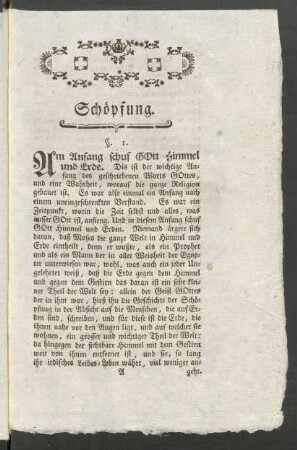 Schöpfung.
§. 1.
Am Anfang schuf GOtt Himmel
und Erde. Dis ist der wichtige An-
fang des geschriebenen Worts GOttes,
und eine Wahrheit, worauf die ganze Religion
gebauet ist. Es war also einmal ein Anfang nach
einem uneingeschrenkten Verstand. Es war ein
Zeitpunkt, worin die Zeit selbst und alles, was
ausser GOtt ist, anfieng. Und in diesem Anfang schuf
GOtt Himmel und Erden. Niemand ärgere sich
daran, daß Moses die ganze Welt in Himmel und
Erde eintheilt, denn er wußte, als ein Prophet
und als ein Mann der in aller Weisheit der Egyp-
ter unterwiesen war, wohl, was auch ein jeder Un-
gelehrter weiß, daß die Erde gegen dem Himmel
und gegen dem Gestirn das daran ist ein sehr klei-
ner Theil der Welt sey: allein der Geist GOttes
der in ihm war, hieß ihn die Geschichte der Schö-
pfung in der Absicht auf die Menschen, die auf Er-
den sind, schreiben, und für diese ist die Erde, die
ihnen nahe vor den Augen ligt, und auf welcher sie
wohnen, ein grosser und wichtiger Theil der Welt:
da hingegen der sichtbare Himmel mit dem Gestirn
weit von ihnen entfernet ist, und sie, so lang
ihr irdisches Leibes-Leben währt, viel weniger an-
A
geht.